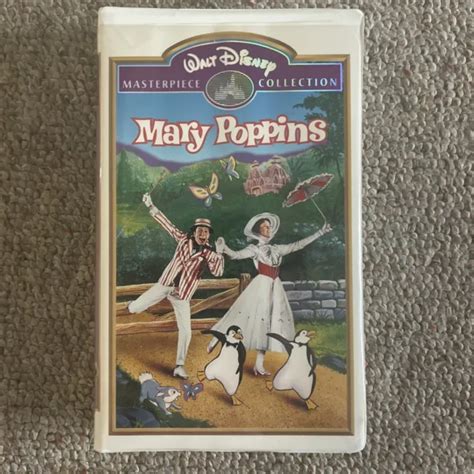 WALT DISNEY
MASTERPIECE COLLECTION
Mary Poppins